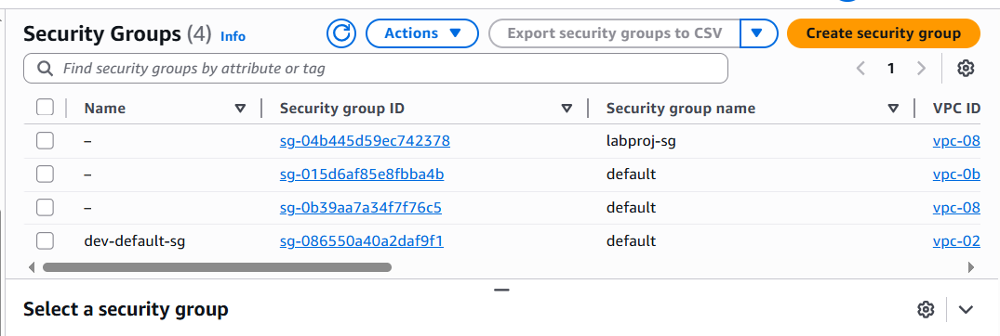 Security Groups (4) Info Actions Export security groups to CSV Create security group
Find security groups by attribute or tag 1
Name Security group ID Security group name VPC ID
– sg-04b445d59ec742378 labproj-sg vpc-08
– sg-015d6af85e8fbba4b default vpc-0b
– sg-0b39aa7a34f7f76c5 default vpc-08
dev-default-sg sg-086550a40a2daf9f1 default vpc-02
Select a security group